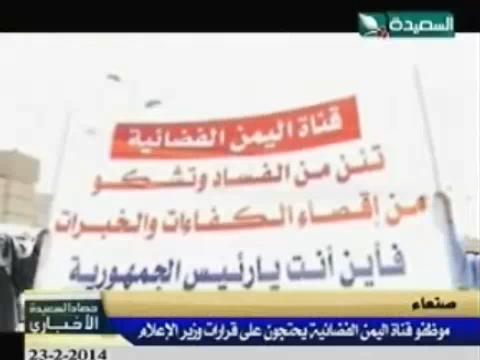 السعيدة
قناة اليمن الفضائية
تئن من الفساد وتشكو
من إقصاء الكفاءات والخبرات
فأين أنت يارئيس الجمهورية
صنعاء
حصاد السعيدة
الأخباري
موظفو قناة اليمن الفضائية يحتجون على قرارات وزير الإعلام
23-2-2014